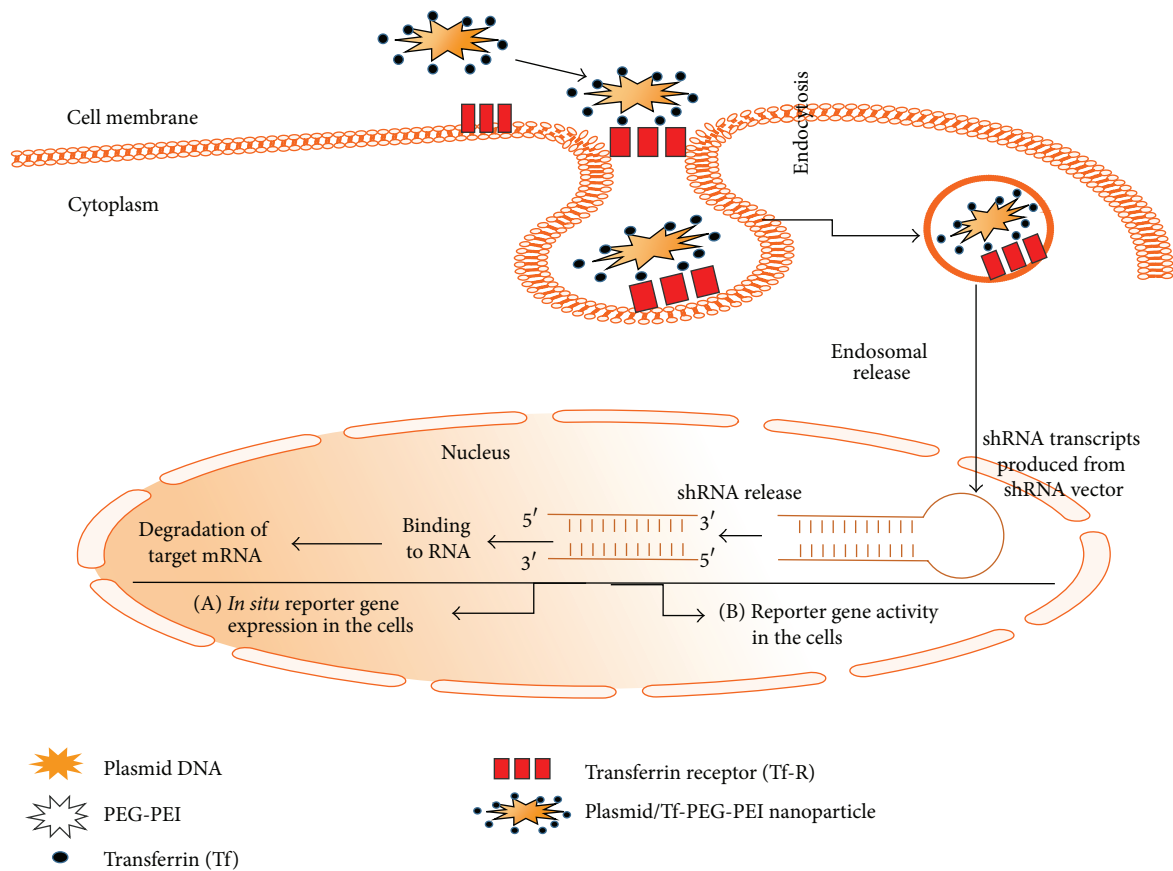 Cell membrane
Endocytosis
Cytoplasm
Endosomal
release
Nucleus
shRNA transcripts
produced from
shRNA vector
shRNA release
5′
3′
Degradation of
target mRNA
Binding
to RNA
3′
5′
(A) In situ reporter gene
expression in the cells
(B) Reporter gene activity
in the cells
Plasmid DNA
PEG-PEI
Transferrin (Tf)
Transferrin receptor (Tf-R)
Plasmid/Tf-PEG-PEI nanoparticle